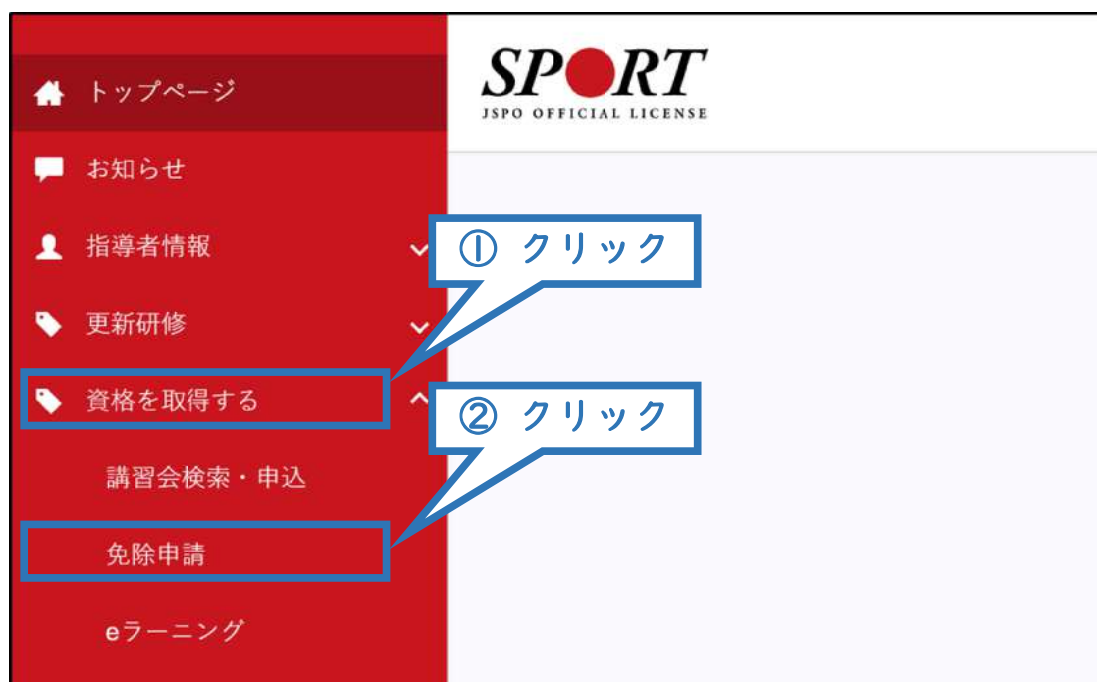 トップページ
SPORT
JSPO OFFICIAL LICENSE
お知らせ
指導者情報
① クリック
更新研修
資格を取得する
② クリック
講習会検索・申込
免除申請
eラーニング